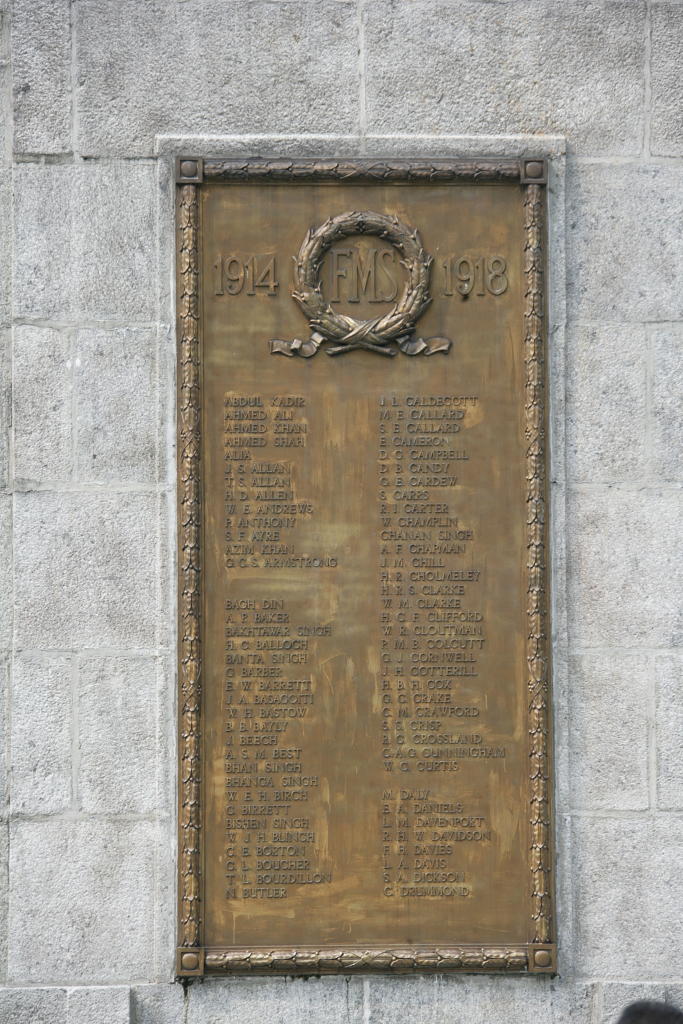 1914 FMS 1918
ABDUL KADIR
AHMED ALI
AHMED KHAN
AHMED SHAH
ALIA
J. S. ALLAN
T. S. ALLAN
H. D. ALLEN
W. E. ANDREWS
P. ANTHONY
S. F. AYRE
AZIM KHAN
G. C. S. ARMSTRONG
BAGH DIN
A. P. BAKER
BAKHTAWAR SINGH
H. C. BALLOCH
BANTA SINGH
G. BARBER
E. W. BARRETT
J. A. BASAGOITI
W. H. BASTOW
B. B. BAYLY
J. BEECH
A. S. M. BEST
BHAN SINGH
BHANGA SINGH
W. E. H. BIRCH
G. BIRRETT
BISHEN SINGH
W. J. H. BLINCH
C. E. BORTON
G. L. BOUCHER
T. L. BOURDILLON
N. BUTLER
J. L. CALDECOTT
M. E. CALLARD
S. E. CALLARD
E. CAMERON
D. G. CAMPBELL
D. B. CANDY
G. E. CARDEW
S. CARRS
R. I. CARTER
W. CHAMPLIN
CHANAN SINGH
A. F. CHAPMAN
J. M. CHILL
H. R. CHOLMELEY
H. R. S. CLARKE
W. M. CLARKE
H. G. F. CLIFFORD
W. R. CLOUTMAN
P. M. B. COLCUTT
G. J. CORNWELL
J. H. COTTERILL
H. B. H. COX
G. C. CRAKE
C. M. CRAWFORD
S. S. CRISP
R. G. CROSSLAND
C. A. G. CUNNINGHAM
W. G. CURTIS
M. DALY
E. A. DANIELS
L. M. DAVENPORT
R. H. W. DAVIDSON
F. H. DAVIES
L. A. DAVIS
S. A. DICKSON
C. DRUMMOND